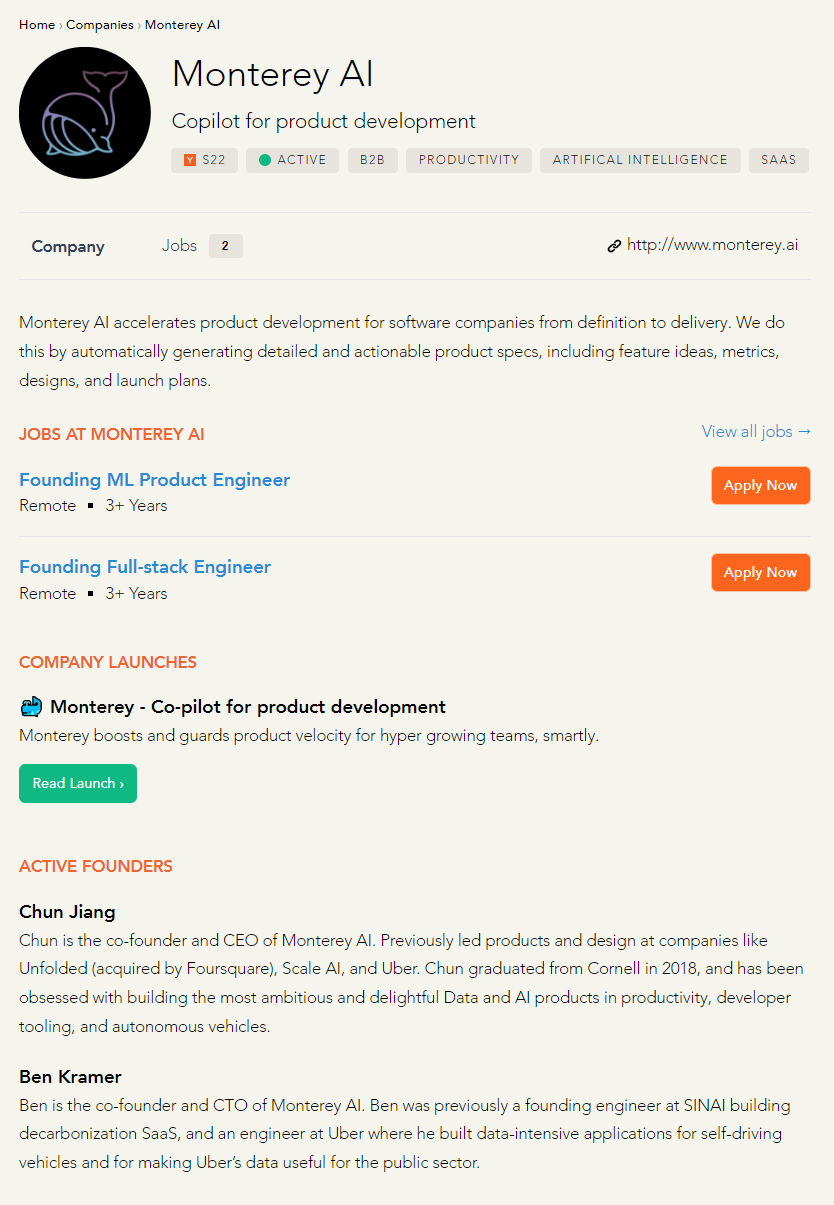 Home › Companies › Monterey AI
Monterey AI
Copilot for product development
Y S22 ACTIVE B2B PRODUCTIVITY ARTIFICAL INTELLIGENCE SAAS
Company Jobs 2 http://www.monterey.ai
Monterey AI accelerates product development for software companies from definition to delivery. We do
this by automatically generating detailed and actionable product specs, including feature ideas, metrics,
designs, and launch plans.
JOBS AT MONTEREY AI View all jobs →
Founding ML Product Engineer
Remote ▪ 3+ Years
Apply Now
Founding Full-stack Engineer
Remote ▪ 3+ Years
Apply Now
COMPANY LAUNCHES
🐳 Monterey - Co-pilot for product development
Monterey boosts and guards product velocity for hyper growing teams, smartly.
Read Launch ›
ACTIVE FOUNDERS
Chun Jiang
Chun is the co-founder and CEO of Monterey AI. Previously led products and design at companies like
Unfolded (acquired by Foursquare), Scale AI, and Uber. Chun graduated from Cornell in 2018, and has been
obsessed with building the most ambitious and delightful Data and AI products in productivity, developer
tooling, and autonomous vehicles.
Ben Kramer
Ben is the co-founder and CTO of Monterey AI. Ben was previously a founding engineer at SINAI building
decarbonization SaaS, and an engineer at Uber where he built data-intensive applications for self-driving
vehicles and for making Uber’s data useful for the public sector.